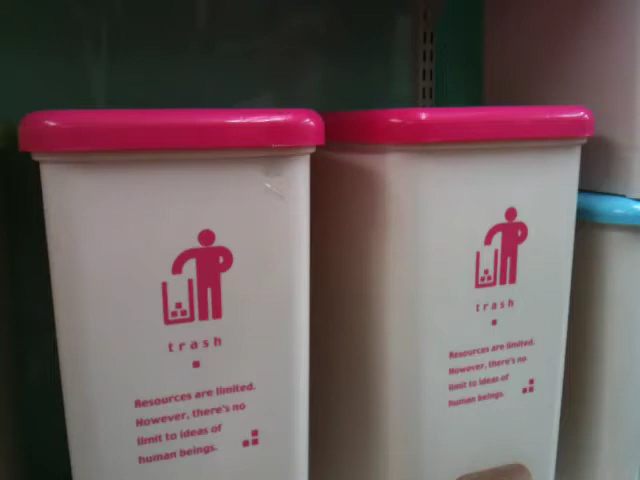 trash
Resources are limited.
However, there's no
limit to ideas of
human beings.
trash
Resources are limited.
However, there's no
limit to ideas of
human beings.